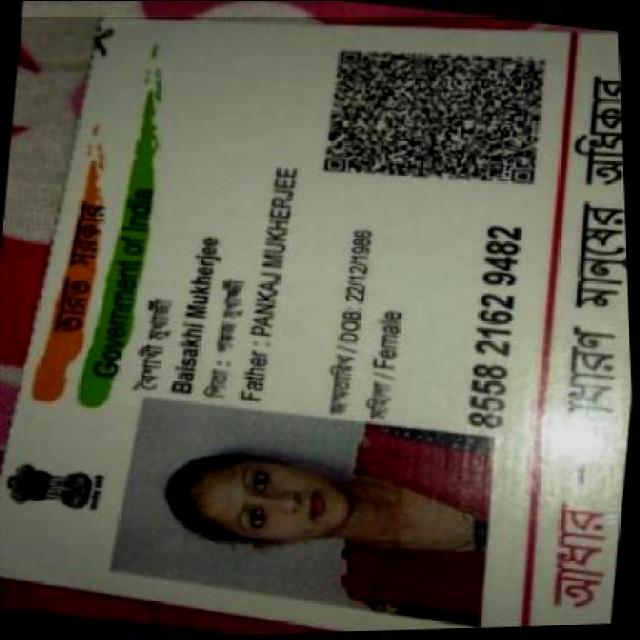 ভারত সরকার
Government of India
বৈশাখী মুখার্জী
Baisakhi Mukherjee
পিতা : পঙ্কজ মুখার্জী
Father : PANKAJ MUKHERJEE
জন্মতারিখ / DOB: 22/12/1986
মহিলা / Female
8558 2162 9482
আধার - সাধারণ মানুষের অধিকার